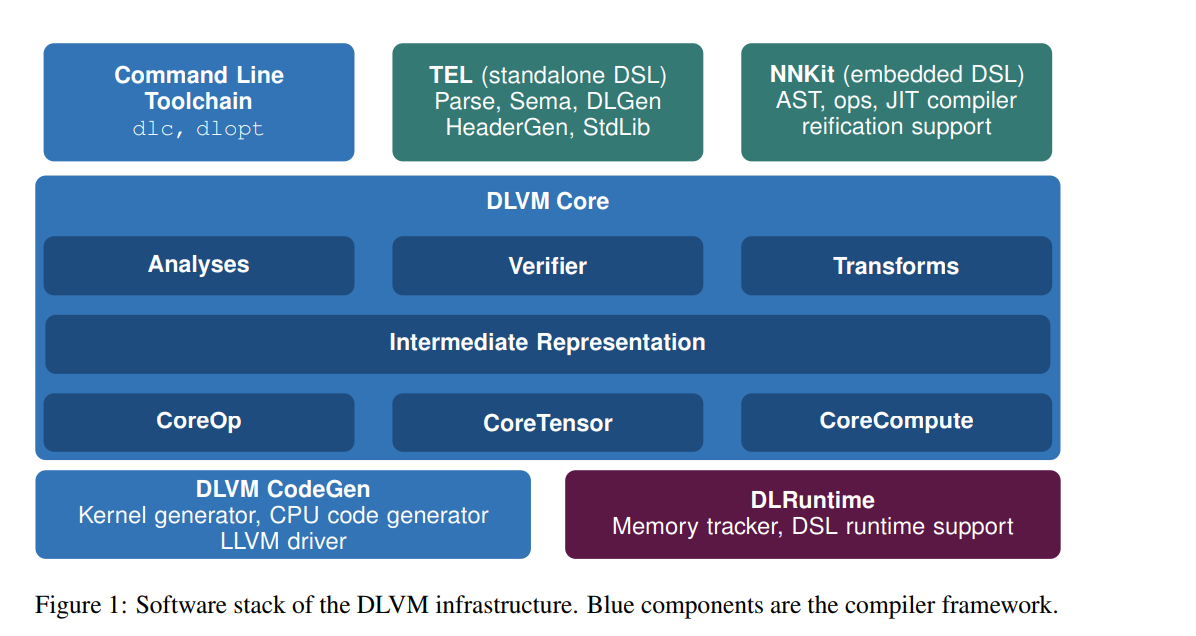 Command Line
Toolchain
dlc, dlopt
TEL (standalone DSL)
Parse, Sema, DLGen
HeaderGen, StdLib
NNKit (embedded DSL)
AST, ops, JIT compiler
reification support
DLVM Core
Analyses
Verifier
Transforms
Intermediate Representation
CoreOp
CoreTensor
CoreCompute
DLVM CodeGen
Kernel generator, CPU code generator
LLVM driver
DLRuntime
Memory tracker, DSL runtime support
Figure 1: Software stack of the DLVM infrastructure. Blue components are the compiler framework.